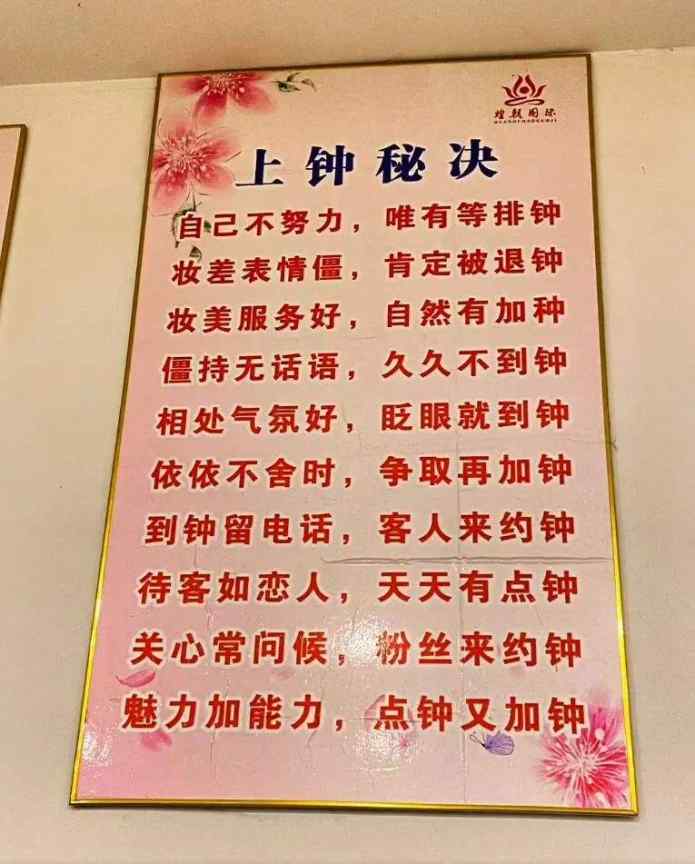 煌朝国际
上钟秘决
自己不努力，唯有等排钟
妆差表情僵，肯定被退钟
妆美服务好，自然有加种
僵持无话语，久久不到钟
相处气氛好，眨眼就到钟
依依不舍时，争取再加钟
到钟留电话，客人来约钟
待客如恋人，天天有点钟
关心常问候，粉丝来约钟
魅力加能力，点钟又加钟